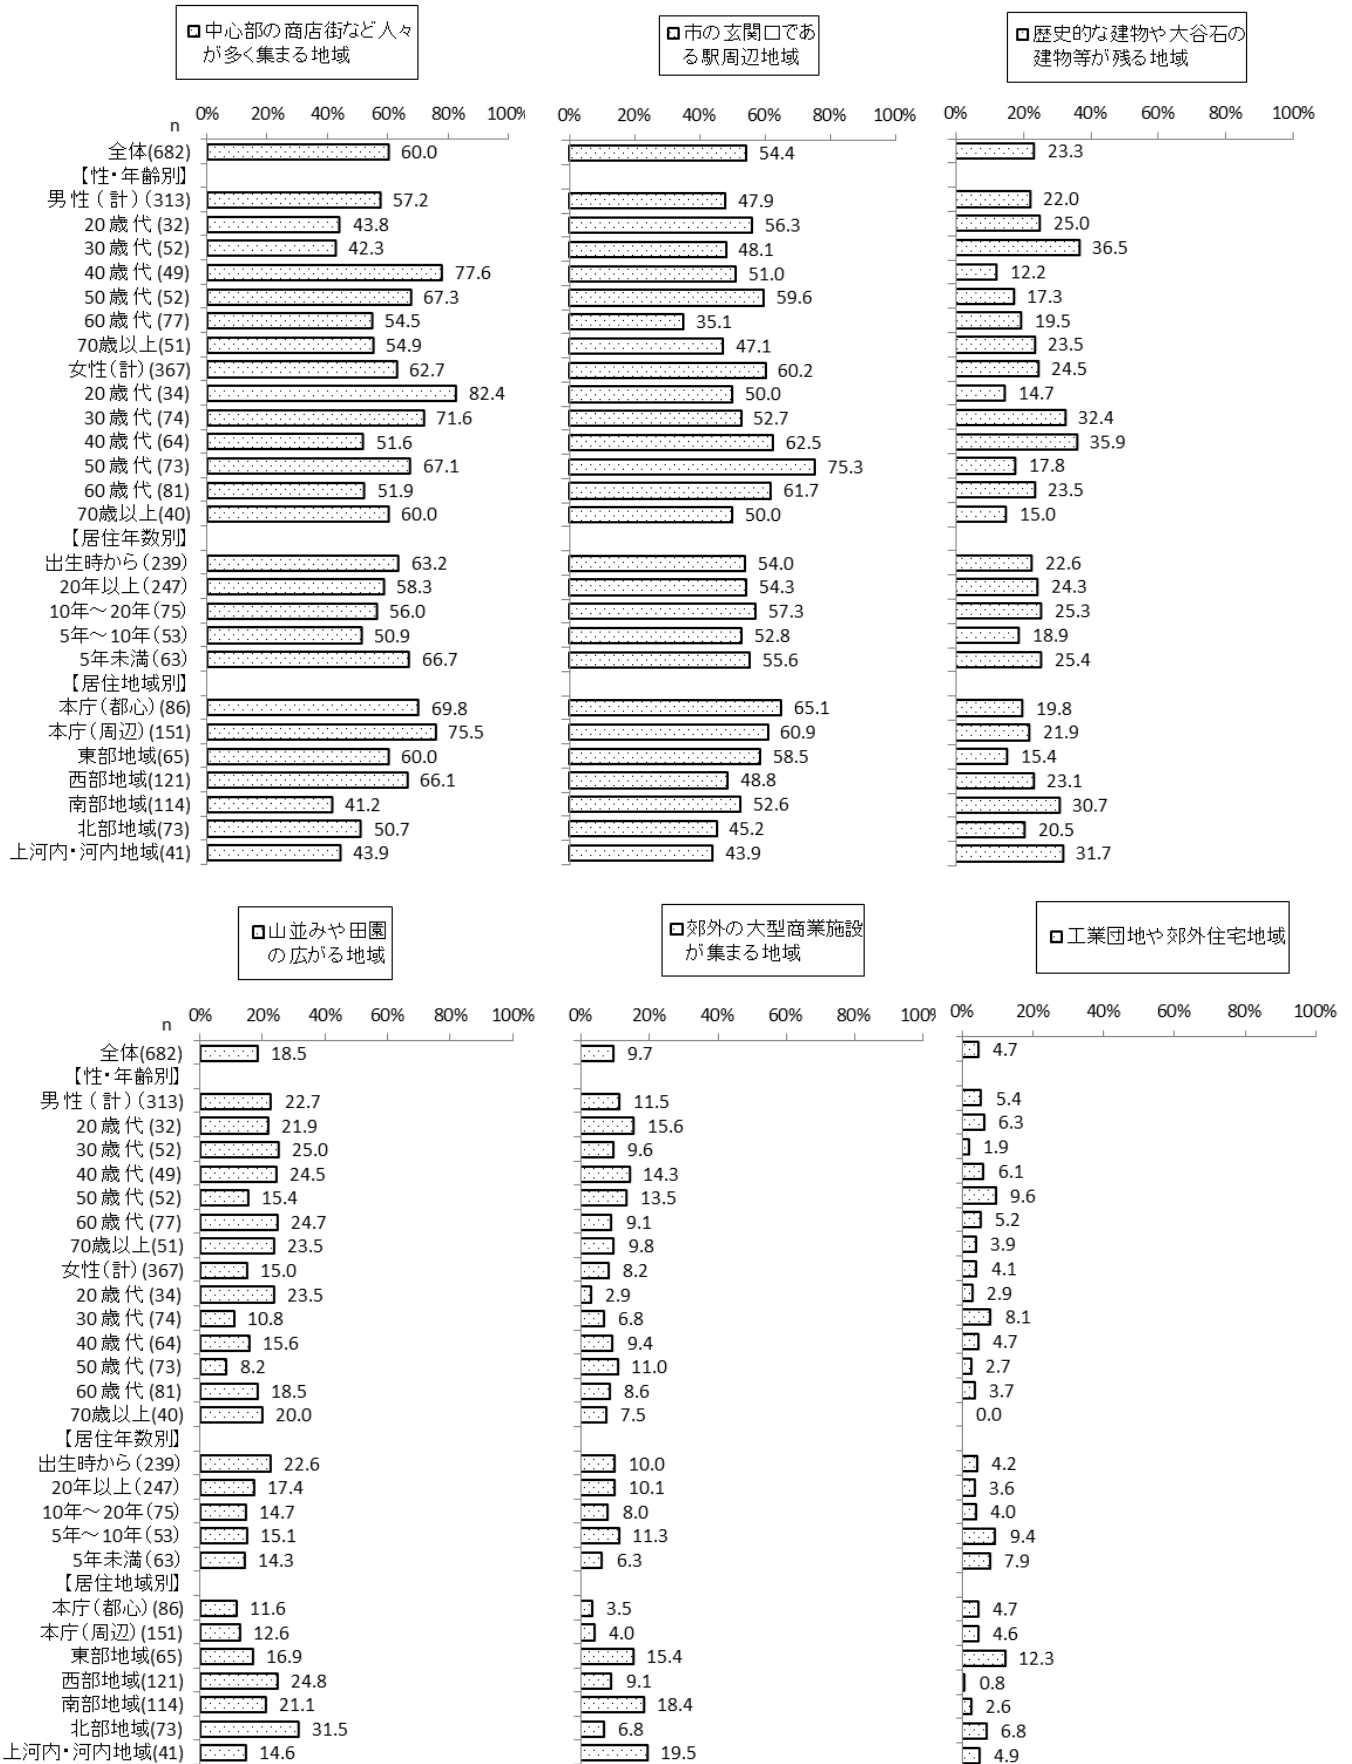 中心部の商店街など人々
が多く集まる地域
市の玄関口であ
る駅周辺地域
歴史的な建物や大谷石の
建物等が残る地域
n 0% 20% 40% 60% 80% 100% 0% 20% 40% 60% 80% 100% 0% 20% 40% 60% 80% 100%
全体(682) 60.0 54.4 23.3
【性・年齢別】
男性(計)(313) 57.2 47.9 22.0
20歳代(32) 43.8 56.3 25.0
30歳代(52) 42.3 48.1 36.5
40歳代(49) 77.6 51.0 12.2
50歳代(52) 67.3 59.6 17.3
60歳代(77) 54.5 35.1 19.5
70歳以上(51) 54.9 47.1 23.5
女性(計)(367) 62.7 60.2 24.5
20歳代(34) 82.4 50.0 14.7
30歳代(74) 71.6 52.7 32.4
40歳代(64) 51.6 62.5 35.9
50歳代(73) 67.1 75.3 17.8
60歳代(81) 51.9 61.7 23.5
70歳以上(40) 60.0 50.0 15.0
【居住年数別】
出生時から(239) 63.2 54.0 22.6
20年以上(247) 58.3 54.3 24.3
10年～20年(75) 56.0 57.3 25.3
5年～10年(53) 50.9 52.8 18.9
5年未満(63) 66.7 55.6 25.4
【居住地域別】
本庁(都心)(86) 69.8 65.1 19.8
本庁(周辺)(151) 75.5 60.9 21.9
東部地域(65) 60.0 58.5 15.4
西部地域(121) 66.1 48.8 23.1
南部地域(114) 41.2 52.6 30.7
北部地域(73) 50.7 45.2 20.5
上河内・河内地域(41) 43.9 43.9 31.7
山並みや田園
の広がる地域
郊外の大型商業施設
が集まる地域
工業団地や郊外住宅地域
n 0% 20% 40% 60% 80% 100% 0% 20% 40% 60% 80% 100% 0% 20% 40% 60% 80% 100%
全体(682) 18.5 9.7 4.7
【性・年齢別】
男性(計)(313) 22.7 11.5 5.4
20歳代(32) 21.9 15.6 6.3
30歳代(52) 25.0 9.6 1.9
40歳代(49) 24.5 14.3 6.1
50歳代(52) 15.4 13.5 9.6
60歳代(77) 24.7 9.1 5.2
70歳以上(51) 23.5 9.8 3.9
女性(計)(367) 15.0 8.2 4.1
20歳代(34) 23.5 2.9 2.9
30歳代(74) 10.8 6.8 8.1
40歳代(64) 15.6 9.4 4.7
50歳代(73) 8.2 11.0 2.7
60歳代(81) 18.5 8.6 3.7
70歳以上(40) 20.0 7.5 0.0
【居住年数別】
出生時から(239) 22.6 10.0 4.2
20年以上(247) 17.4 10.1 3.6
10年～20年(75) 14.7 8.0 4.0
5年～10年(53) 15.1 11.3 9.4
5年未満(63) 14.3 6.3 7.9
【居住地域別】
本庁(都心)(86) 11.6 3.5 4.7
本庁(周辺)(151) 12.6 4.0 4.6
東部地域(65) 16.9 15.4 12.3
西部地域(121) 24.8 9.1 0.8
南部地域(114) 21.1 18.4 2.6
北部地域(73) 31.5 6.8 6.8
上河内・河内地域(41) 14.6 19.5 4.9